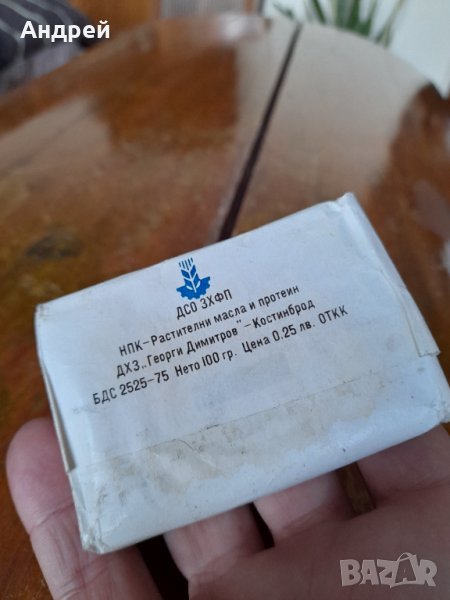 Андрей
ДСО ЗХФП
НПК-Растителни масла и протеин
ДХЗ „Георги Димитров"-Костинброд
БДС 2525-75 Нето 100 гр. Цена 0.25 лв. ОТКК
BAZAR